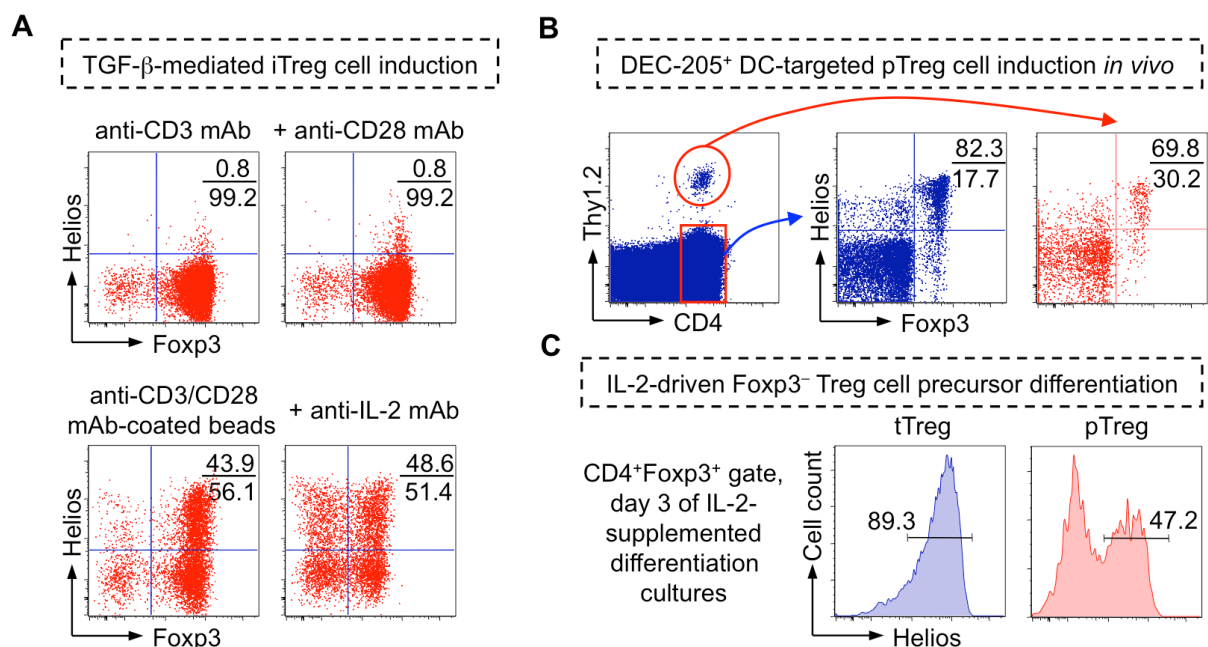 A
TGF-β-mediated iTreg cell induction
anti-CD3 mAb
+ anti-CD28 mAb
0.8
99.2
0.8
99.2
Helios
Foxp3
anti-CD3/CD28
mAb-coated beads
+ anti-IL-2 mAb
43.9
56.1
48.6
51.4
Helios
Foxp3
B
DEC-205⁺ DC-targeted pTreg cell induction in vivo
Thy1.2
CD4
82.3
17.7
69.8
30.2
Helios
Foxp3
C
IL-2-driven Foxp3⁻ Treg cell precursor differentiation
CD4⁺Foxp3⁺ gate,
day 3 of IL-2-
supplemented
differentiation
cultures
tTreg
pTreg
Cell count
89.3
47.2
Helios